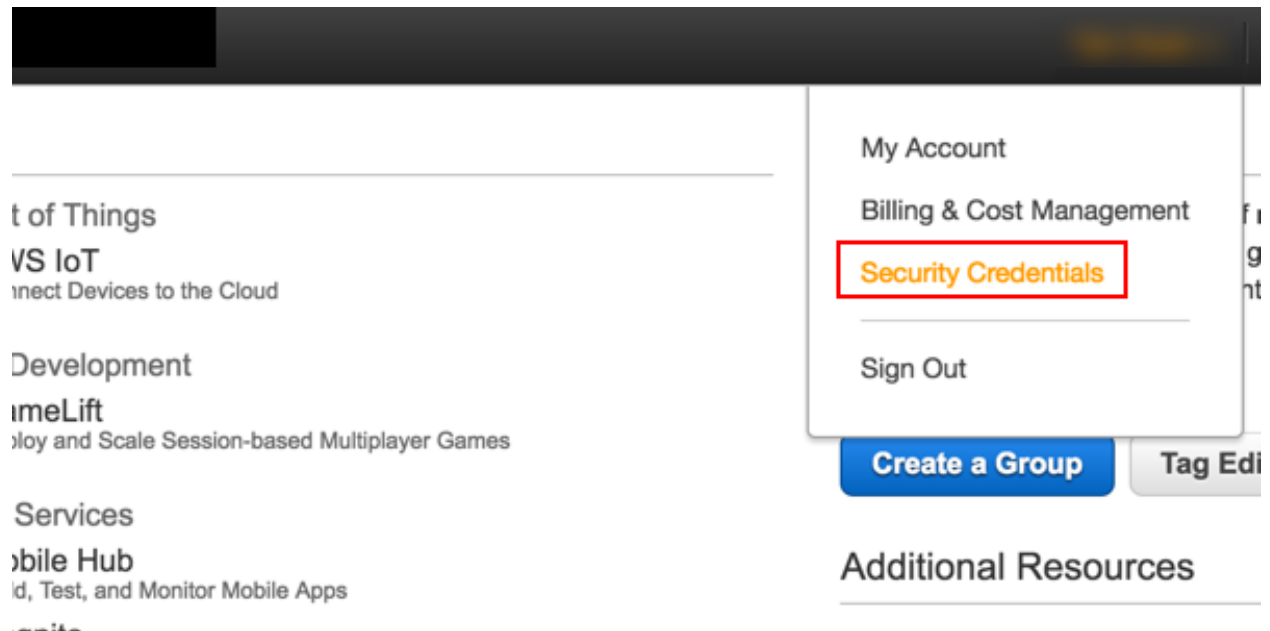 My Account
Billing & Cost Management
Security Credentials
Sign Out
t of Things
WS IoT
nnect Devices to the Cloud
Development
ameLift
ploy and Scale Session-based Multiplayer Games
Services
obile Hub
ld, Test, and Monitor Mobile Apps
Create a Group
Tag Edi
Additional Resources